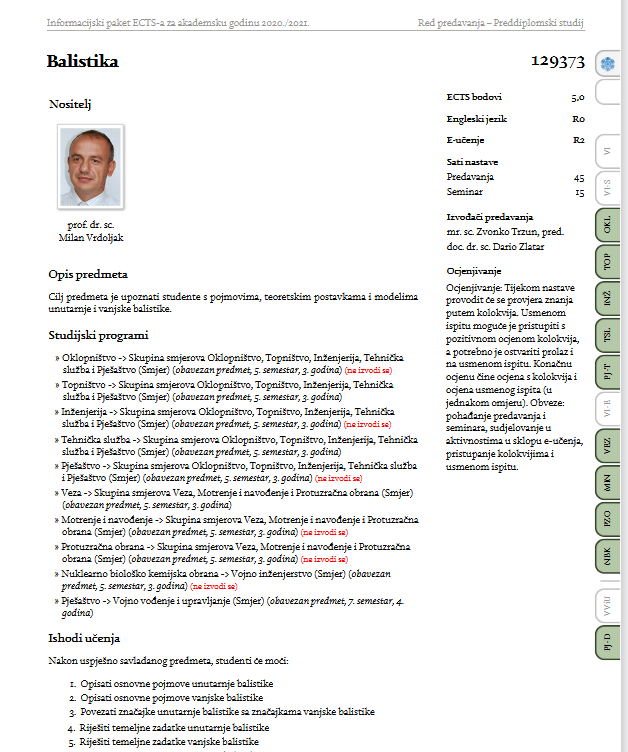 Informacijski paket ECTS-a za akademsku godinu 2020./2021.
Red predavanja – Preddiplomski studij
Balistika
129373
Nositelj
prof. dr. sc.
Milan Vrdoljak
Opis predmeta
Cilj predmeta je upoznati studente s pojmovima, teoretskim postavkama i modelima
unutarnje i vanjske balistike.
Studijski programi
» Oklopništvo -> Skupina smjerova Oklopništvo, Topništvo, Inženjerija, Tehnička
služba i Pješaštvo (Smjer) (obavezan predmet, 5. semestar, 3. godina) (ne izvodi se)
» Topništvo -> Skupina smjerova Oklopništvo, Topništvo, Inženjerija, Tehnička
služba i Pješaštvo (Smjer) (obavezan predmet, 5. semestar, 3. godina)
» Inženjerija -> Skupina smjerova Oklopništvo, Topništvo, Inženjerija, Tehnička
služba i Pješaštvo (Smjer) (obavezan predmet, 5. semestar, 3. godina) (ne izvodi se)
» Tehnička služba -> Skupina smjerova Oklopništvo, Topništvo, Inženjerija, Tehnička
služba i Pješaštvo (Smjer) (obavezan predmet, 5. semestar, 3. godina)
» Pješaštvo -> Skupina smjerova Oklopništvo, Topništvo, Inženjerija, Tehnička služba
i Pješaštvo (Smjer) (obavezan predmet, 5. semestar, 3. godina) (ne izvodi se)
» Veza -> Skupina smjerova Veza, Motrenje i navođenje i Protuzračna obrana (Smjer)
(obavezan predmet, 5. semestar, 3. godina)
» Motrenje i navođenje -> Skupina smjerova Veza, Motrenje i navođenje i Protuzračna
obrana (Smjer) (obavezan predmet, 5. semestar, 3. godina) (ne izvodi se)
» Protuzračna obrana -> Skupina smjerova Veza, Motrenje i navođenje i Protuzračna
obrana (Smjer) (obavezan predmet, 5. semestar, 3. godina) (ne izvodi se)
» Nuklearno biološko kemijska obrana -> Vojno inženjerstvo (Smjer) (obavezan
predmet, 5. semestar, 3. godina) (ne izvodi se)
» Pješaštvo -> Vojno vođenje i upravljanje (Smjer) (obavezan predmet, 7. semestar, 4.
godina)
Ishodi učenja
Nakon uspješno savladanog predmeta, studenti će moći:
1. Opisati osnovne pojmove unutarnje balistike
2. Opisati osnovne pojmove vanjske balistike
3. Povezati značajke unutarnje balistike sa značajkama vanjske balistike
4. Riješiti temeljne zadatke unutarnje balistike
5. Riješiti temeljne zadatke vanjske balistike
ECTS bodovi 5,0
Engleski jezik R0
E-učenje R2
Sati nastave
Predavanja 45
Seminar 15
Izvođači predavanja
mr. sc. Zvonko Trzun, pred.
doc. dr. sc. Dario Zlatar
Ocjenjivanje
Ocjenjivanje: Tijekom nastave
provodit će se provjera znanja
putem kolokvija. Usmenom
ispitu moguće je pristupiti s
pozitivnom ocjenom kolokvija,
a potrebno je ostvariti prolaz i
na usmenom ispitu. Konačnu
ocjenu čine ocjena s kolokvija i
ocjena usmenog ispita (u
jednakom omjeru). Obveze:
pohađanje predavanja i
seminara, sudjelovanje u
aktivnostima u sklopu e-učenja,
pristupanje kolokvijima i
usmenom ispitu.
VI
VI-S
OKL
TOP
INŽ
TSL
PJ-T
VI-E
VEZ
MIN
PZO
NBK
VViU
PJ-D